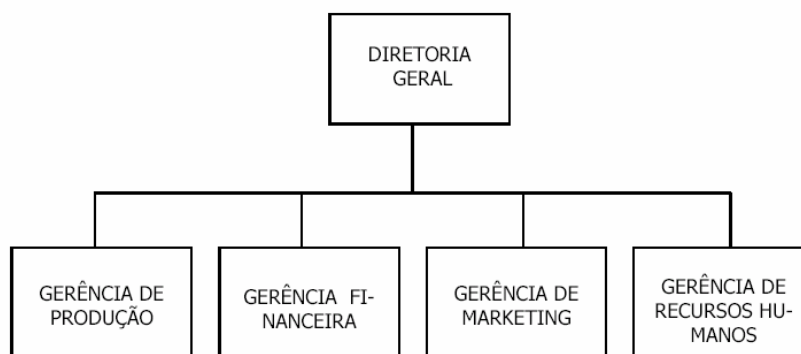 DIRETORIA
GERAL
GERÊNCIA DE
PRODUÇÃO
GERÊNCIA FI-
NANCEIRA
GERÊNCIA DE
MARKETING
GERÊNCIA DE
RECURSOS HU-
MANOS